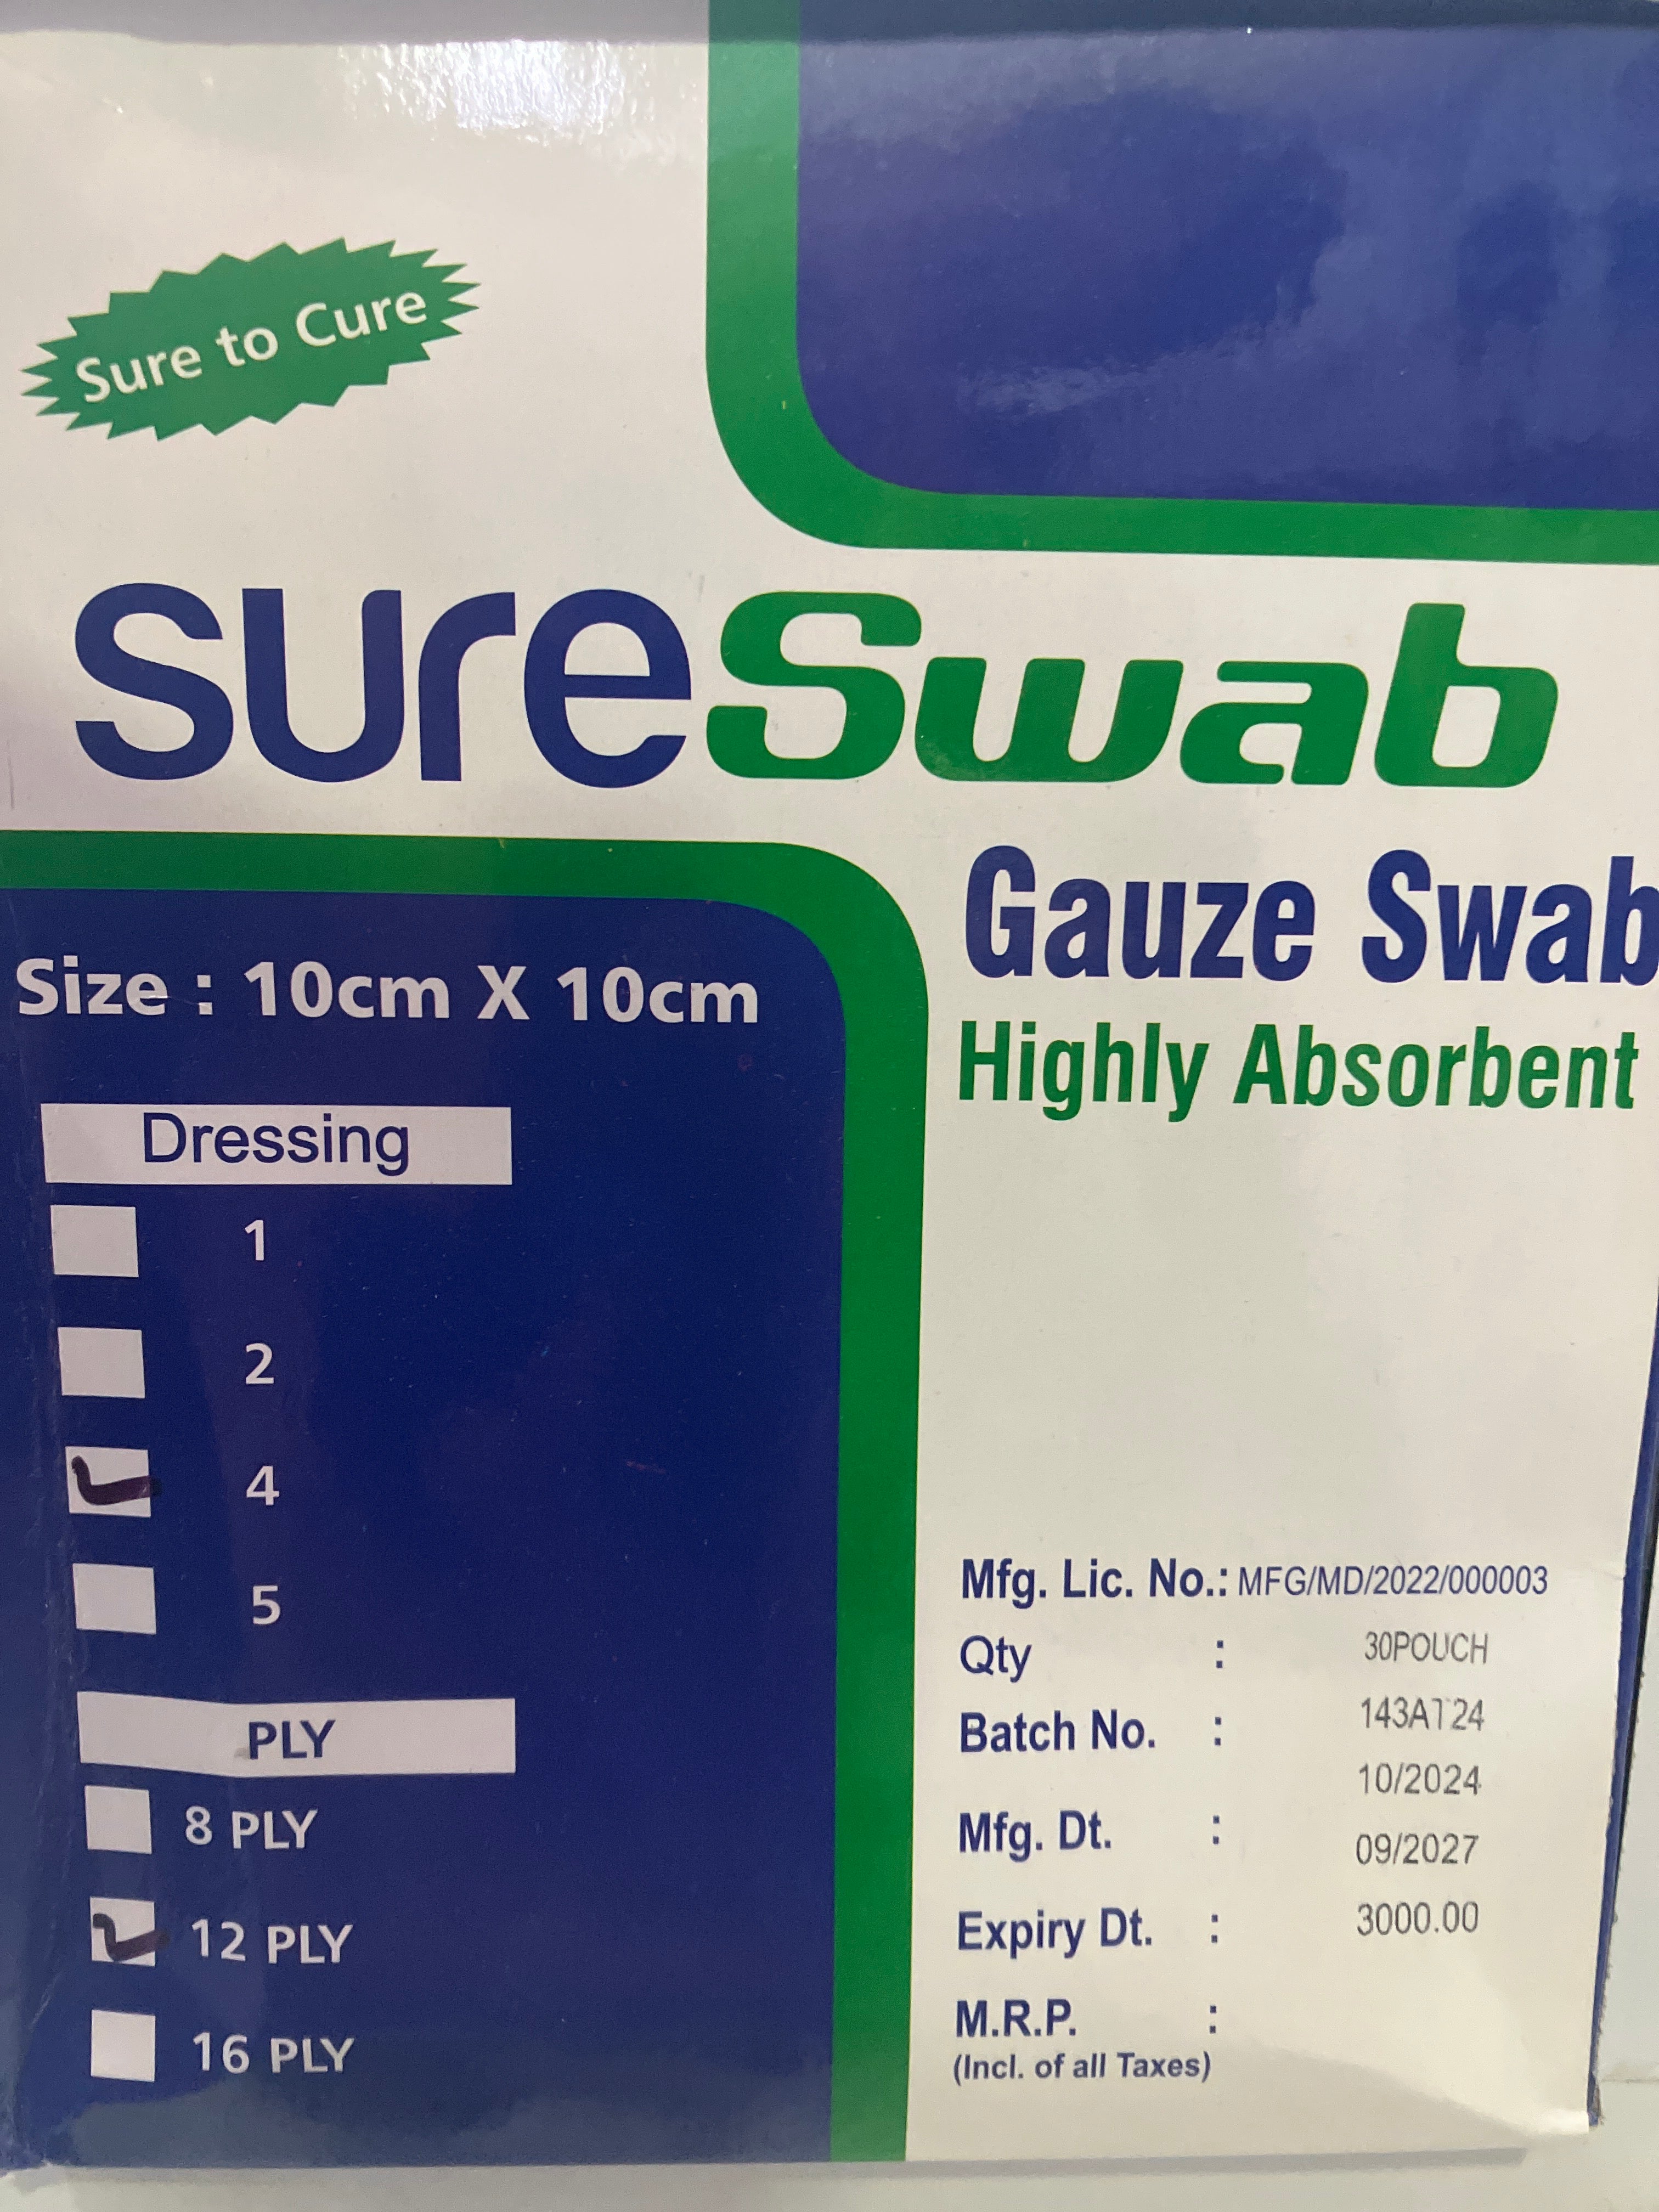 Sure to Cure
sureSwab
Gauze Swab
Highly Absorbent
Size : 10cm X 10cm
Dressing
1
2
4
5
PLY
8 PLY
12 PLY
16 PLY
Mfg. Lic. No.: MFG/MD/2022/000003
Qty : 30POUCH
Batch No. : 143AT24
10/2024
Mfg. Dt. :
09/2027
Expiry Dt. : 3000.00
M.R.P. :
(Incl. of all Taxes)